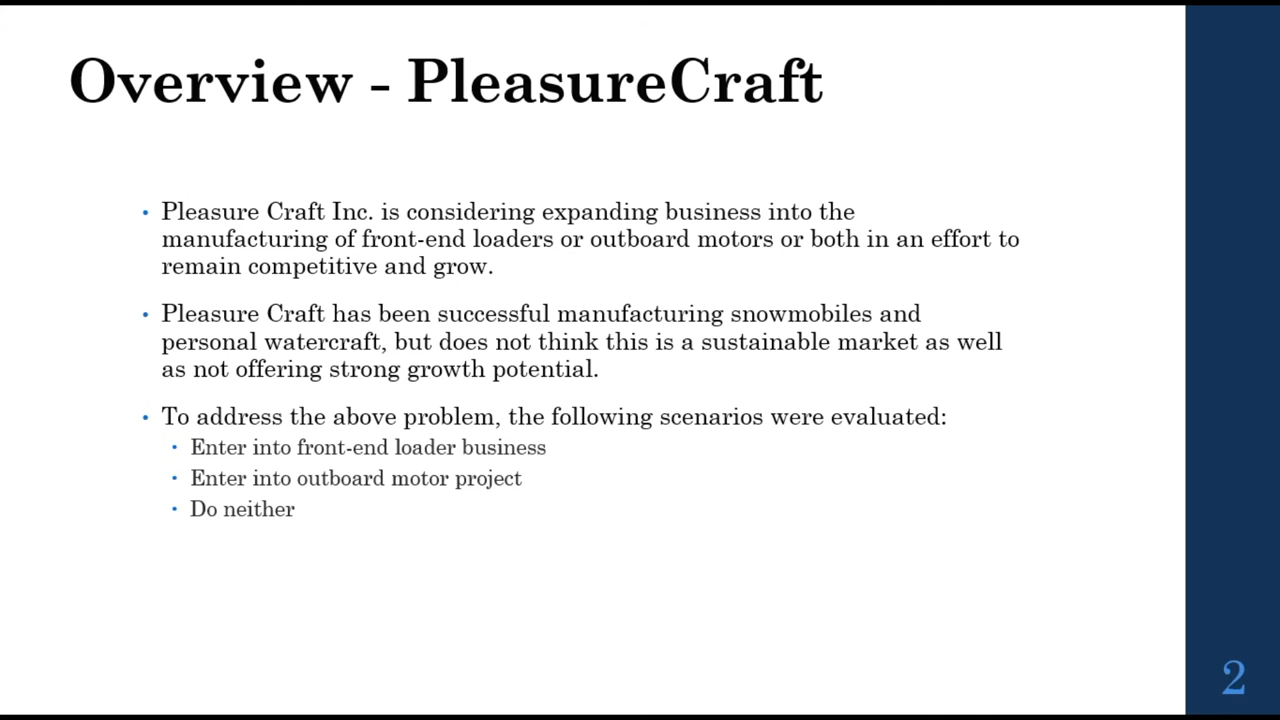 Overview - PleasureCraft
• Pleasure Craft Inc. is considering expanding business into the
manufacturing of front-end loaders or outboard motors or both in an effort to
remain competitive and grow.
• Pleasure Craft has been successful manufacturing snowmobiles and
personal watercraft, but does not think this is a sustainable market as well
as not offering strong growth potential.
• To address the above problem, the following scenarios were evaluated:
• Enter into front-end loader business
• Enter into outboard motor project
• Do neither
2